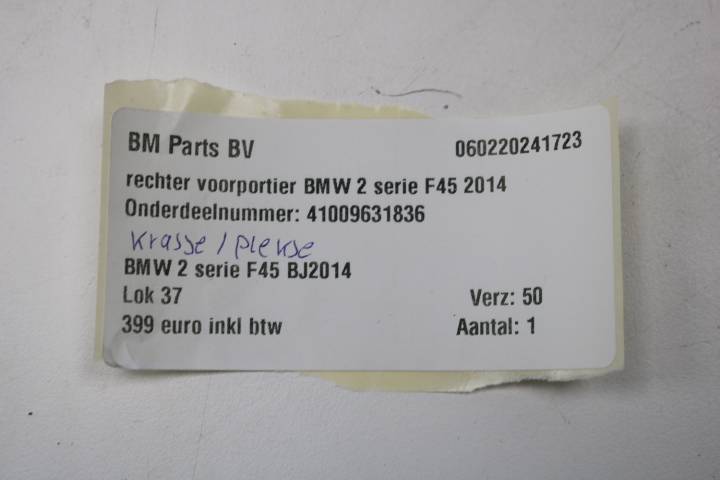 BM Parts BV 060220241723
rechter voorportier BMW 2 serie F45 2014
Onderdeelnummer: 41009631836
krasse / plekse
BMW 2 serie F45 BJ2014
Lok 37 Verz: 50
399 euro inkl btw Aantal: 1